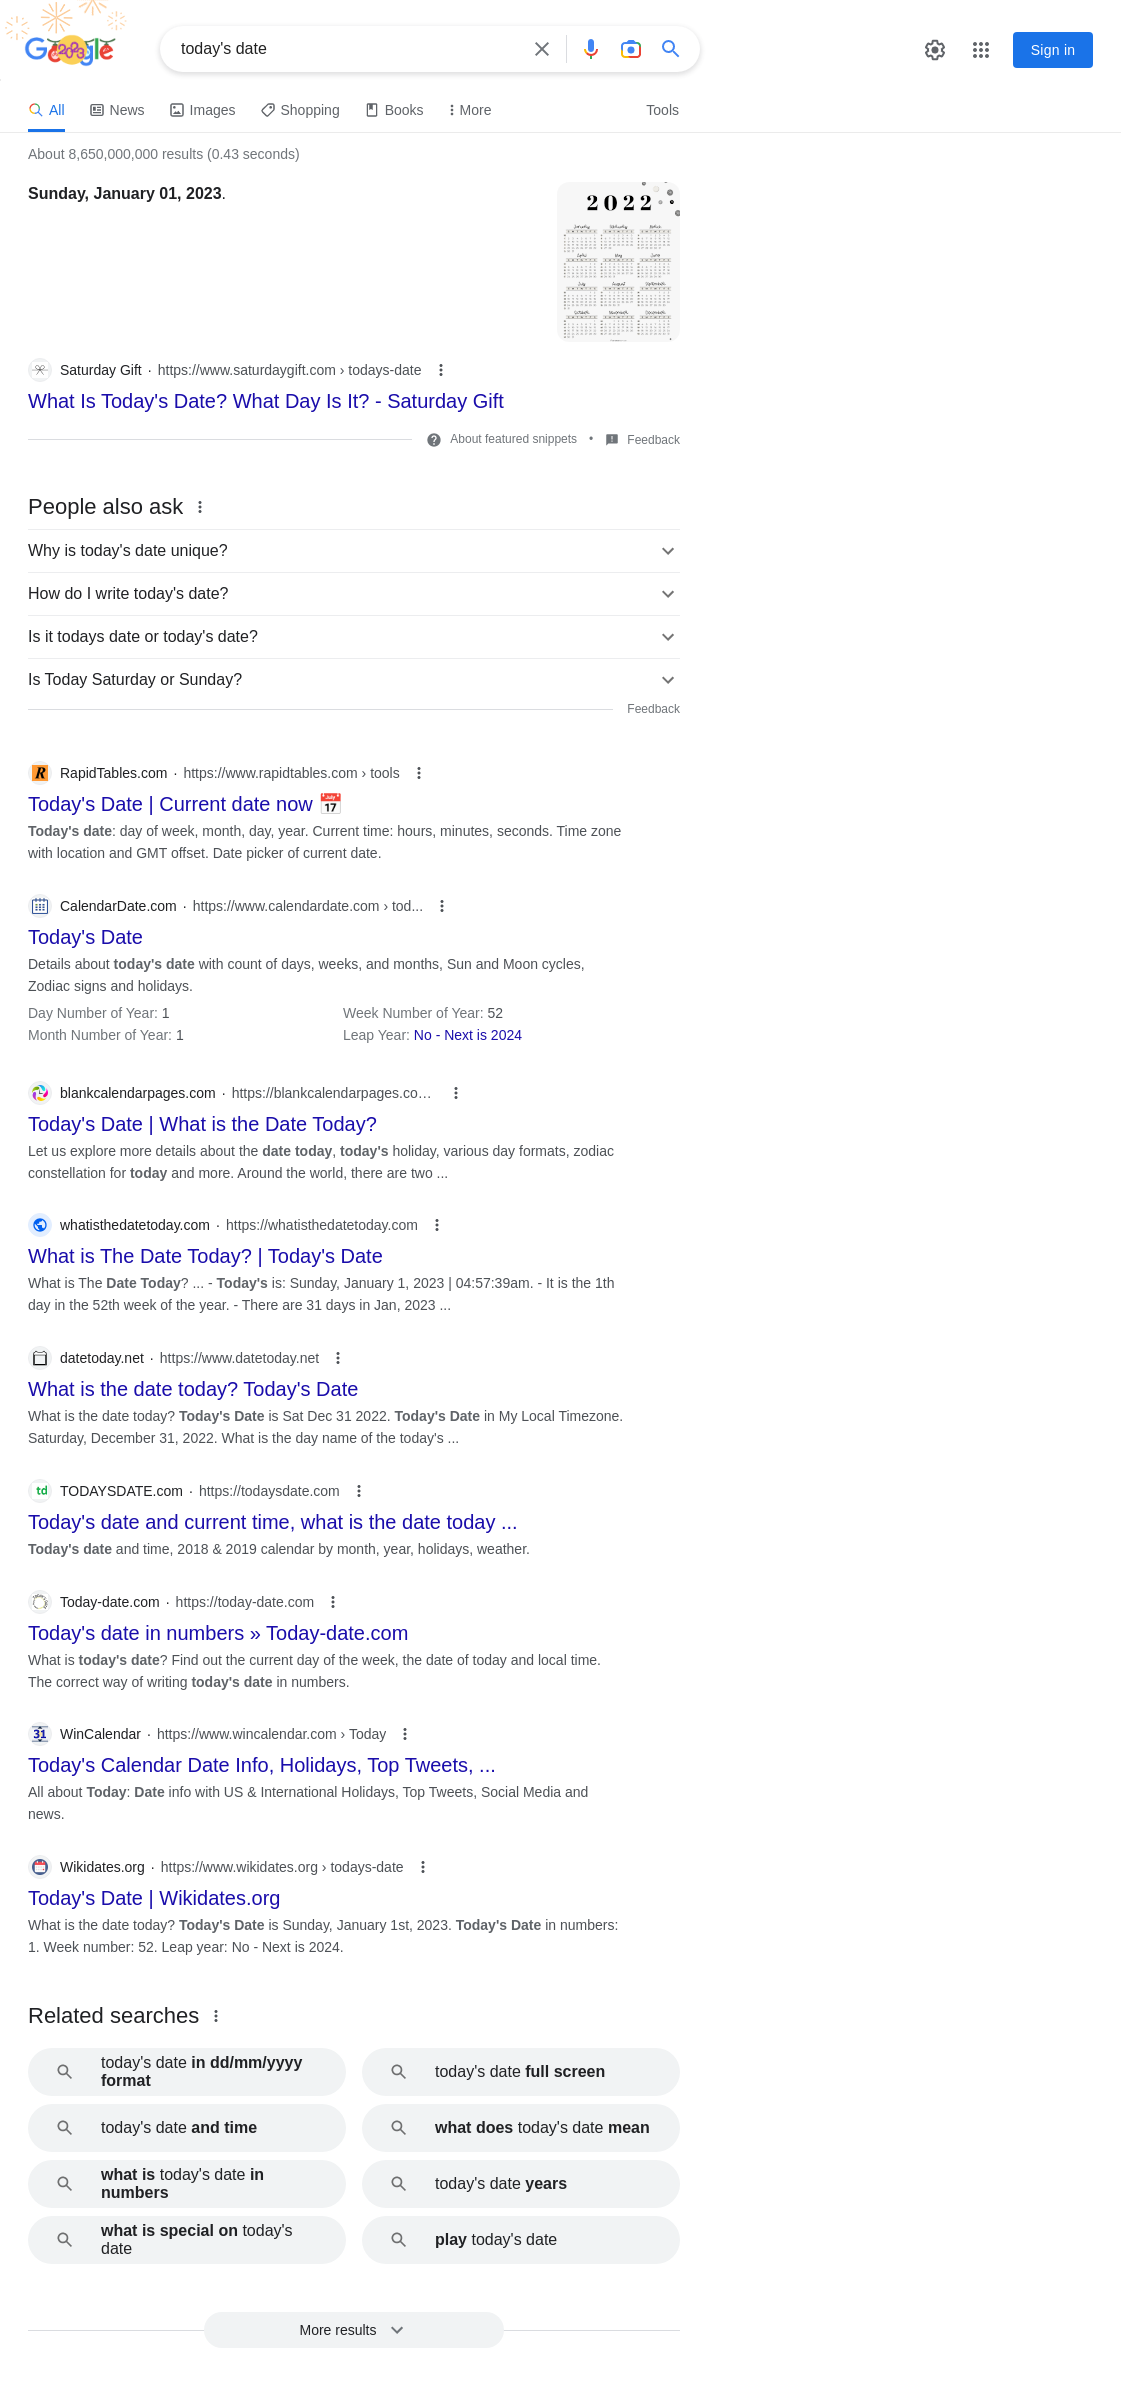 Google
2023
today's date
Sign in
All
News
Images
Shopping
Books
More
Tools
About 8,650,000,000 results (0.43 seconds)
Sunday, January 01, 2023.
2022
January
February
March
April
May
June
July
August
September
October
November
December
Saturday Gift · https://www.saturdaygift.com › todays-date
What Is Today's Date? What Day Is It? - Saturday Gift
About featured snippets • Feedback
People also ask
Why is today's date unique?
How do I write today's date?
Is it todays date or today's date?
Is Today Saturday or Sunday?
Feedback
RapidTables.com · https://www.rapidtables.com › tools
Today's Date | Current date now 📅
Today's date: day of week, month, day, year. Current time: hours, minutes, seconds. Time zone
with location and GMT offset. Date picker of current date.
CalendarDate.com · https://www.calendardate.com › tod...
Today's Date
Details about today's date with count of days, weeks, and months, Sun and Moon cycles,
Zodiac signs and holidays.
Day Number of Year: 1
Week Number of Year: 52
Month Number of Year: 1
Leap Year: No - Next is 2024
blankcalendarpages.com · https://blankcalendarpages.co…
Today's Date | What is the Date Today?
Let us explore more details about the date today, today's holiday, various day formats, zodiac
constellation for today and more. Around the world, there are two ...
whatisthedatetoday.com · https://whatisthedatetoday.com
What is The Date Today? | Today's Date
What is The Date Today? ... - Today's is: Sunday, January 1, 2023 | 04:57:39am. - It is the 1th
day in the 52th week of the year. - There are 31 days in Jan, 2023 ...
datetoday.net · https://www.datetoday.net
What is the date today? Today's Date
What is the date today? Today's Date is Sat Dec 31 2022. Today's Date in My Local Timezone.
Saturday, December 31, 2022. What is the day name of the today's ...
td
TODAYSDATE.com · https://todaysdate.com
Today's date and current time, what is the date today ...
Today's date and time, 2018 & 2019 calendar by month, year, holidays, weather.
Today-date.com · https://today-date.com
Today's date in numbers » Today-date.com
What is today's date? Find out the current day of the week, the date of today and local time.
The correct way of writing today's date in numbers.
31
WinCalendar · https://www.wincalendar.com › Today
Today's Calendar Date Info, Holidays, Top Tweets, ...
All about Today: Date info with US & International Holidays, Top Tweets, Social Media and
news.
Wikidates.org · https://www.wikidates.org › todays-date
Today's Date | Wikidates.org
What is the date today? Today's Date is Sunday, January 1st, 2023. Today's Date in numbers:
1. Week number: 52. Leap year: No - Next is 2024.
Related searches
today's date in dd/mm/yyyy
format
today's date full screen
today's date and time
what does today's date mean
what is today's date in
numbers
today's date years
what is special on today's
date
play today's date
More results